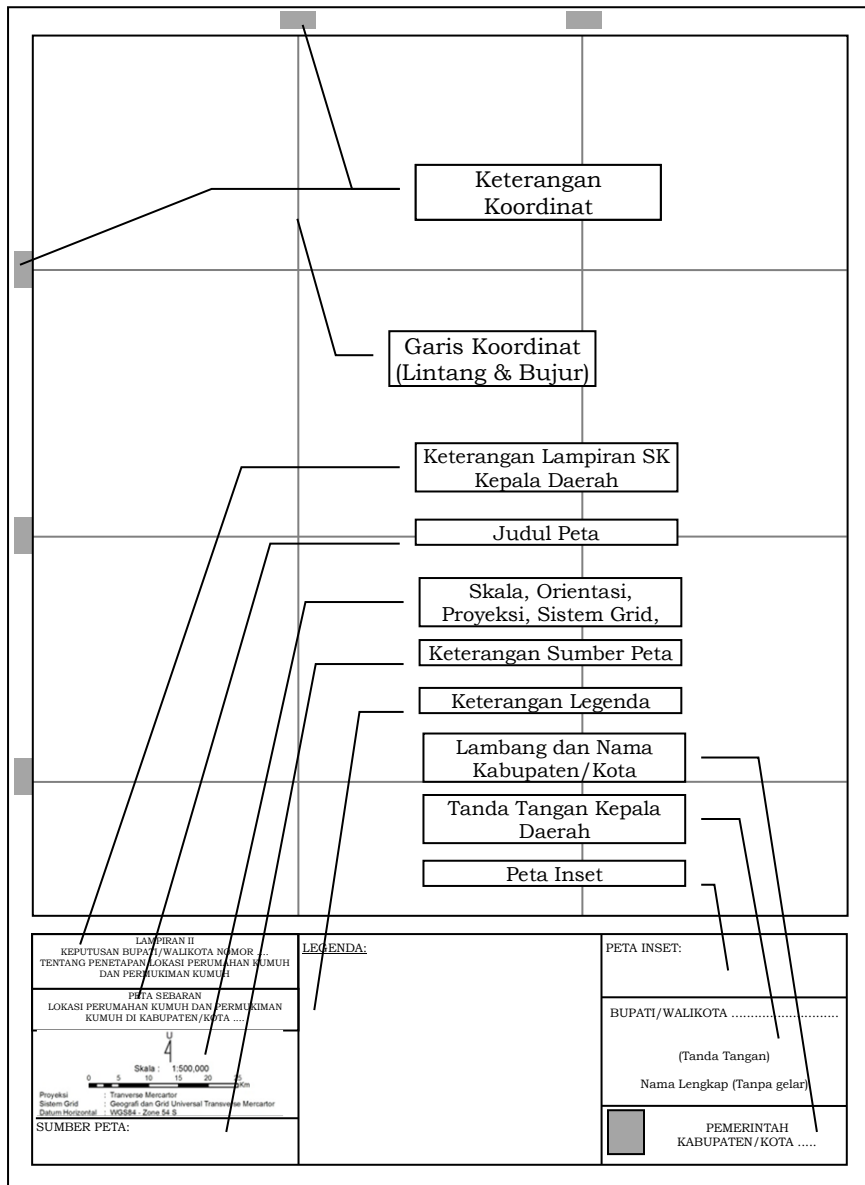 Keterangan
Koordinat
Garis Koordinat
(Lintang & Bujur)
Keterangan Lampiran SK
Kepala Daerah
Judul Peta
Skala, Orientasi,
Proyeksi, Sistem Grid,
Keterangan Sumber Peta
Keterangan Legenda
Lambang dan Nama
Kabupaten/Kota
Tanda Tangan Kepala
Daerah
Peta Inset
LAMPIRAN II
KEPUTUSAN BUPATI/WALIKOTA NOMOR ....
TENTANG PENETAPAN LOKASI PERUMAHAN KUMUH
DAN PERMUKIMAN KUMUH
PETA SEBARAN
LOKASI PERUMAHAN KUMUH DAN PERMUKIMAN
KUMUH DI KABUPATEN/KOTA ....
U
Skala : 1:500,000
0 5 10 15 20 25
Km
Proyeksi : Tranverse Mercartor
Sistem Grid : Geografi dan Grid Universal Transverse Mercartor
Datum Horizontal : WGS84 - Zone 54 S
SUMBER PETA:
LEGENDA:
PETA INSET:
BUPATI/WALIKOTA ............................
(Tanda Tangan)
Nama Lengkap (Tanpa gelar)
PEMERINTAH
KABUPATEN/KOTA .....